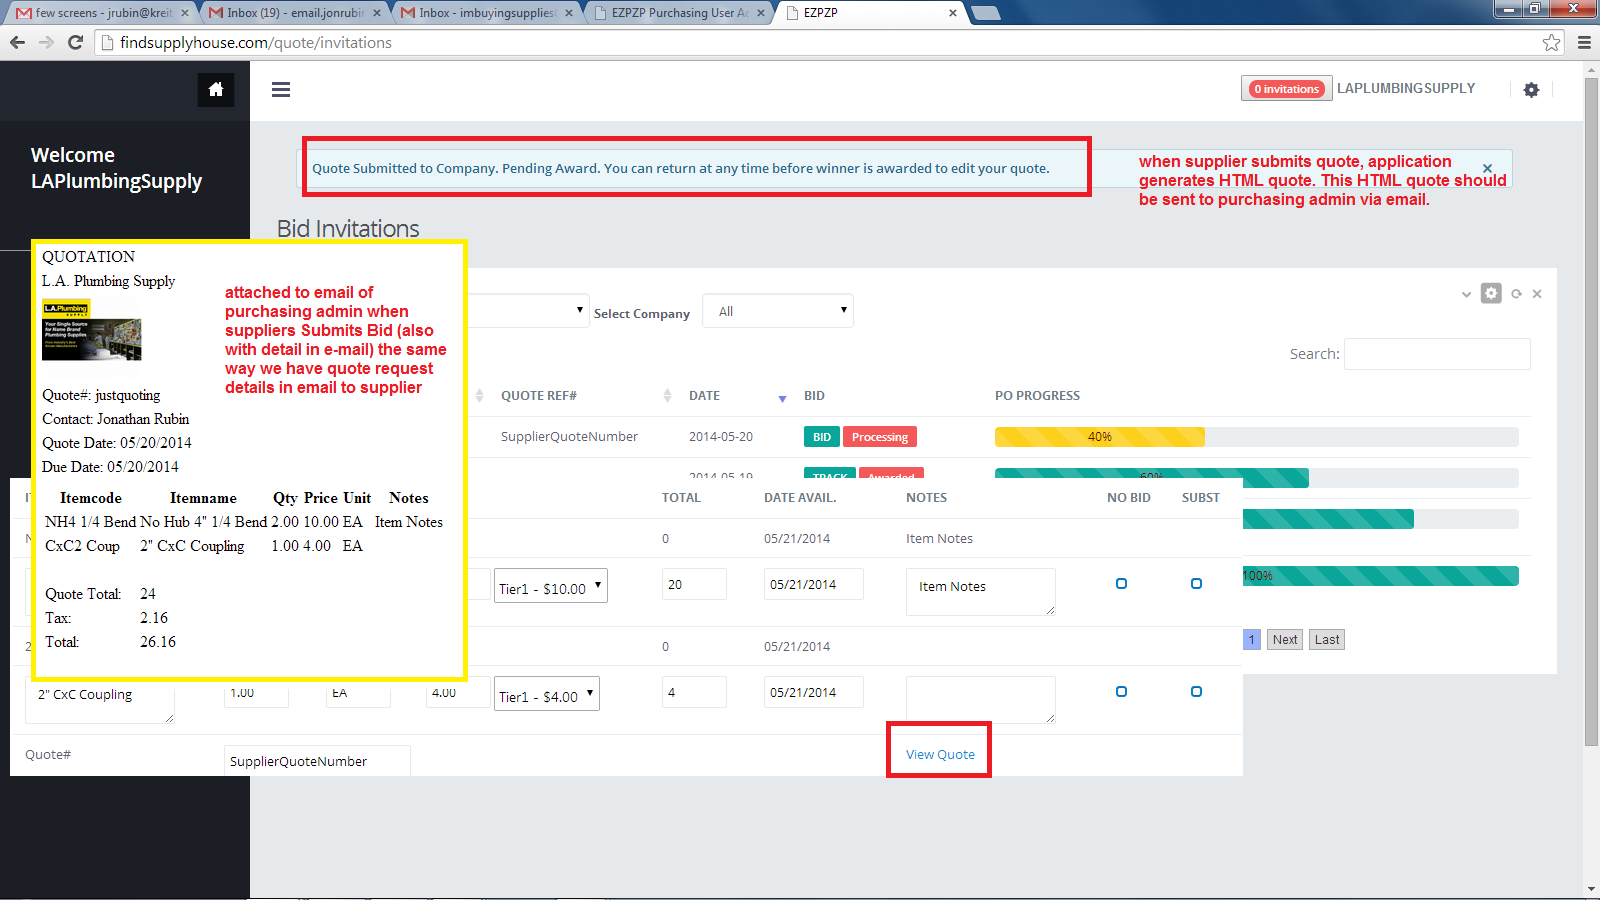 few screens - jrubin@kreit
Inbox (19) - email.jonrubin
Inbox - imbuyingsupplies
EZPZP Purchasing User Ac
EZPZP
findsupplyhouse.com/quote/invitations
0 invitations
LAPLUMBINGSUPPLY
Welcome
LAPlumbingSupply
Quote Submitted to Company. Pending Award. You can return at any time before winner is awarded to edit your quote.
when supplier submits quote, application
generates HTML quote. This HTML quote should
be sent to purchasing admin via email.
Bid Invitations
QUOTATION
L.A. Plumbing Supply
L.A.Plumbing
SUPPLY
Your Single Source
for Name Brand
Plumbing Supplies
attached to email of
purchasing admin when
suppliers Submits Bid (also
with detail in e-mail) the same
way we have quote request
details in email to supplier
Quote#: justquoting
Contact: Jonathan Rubin
Quote Date: 05/20/2014
Due Date: 05/20/2014
Itemcode Itemname Qty Price Unit Notes
NH4 1/4 Bend No Hub 4" 1/4 Bend 2.00 10.00 EA Item Notes
CxC2 Coup 2" CxC Coupling 1.00 4.00 EA
Quote Total: 24
Tax: 2.16
Total: 26.16
Select Company All
Search:
QUOTE REF# DATE BID PO PROGRESS
SupplierQuoteNumber 2014-05-20 BID Processing 40%
2014-05-19 TRACK Awarded 60%
100%
1 Next Last
TOTAL DATE AVAIL. NOTES NO BID SUBST
0 05/21/2014 Item Notes
Tier1 - $10.00 20 05/21/2014 Item Notes
0 05/21/2014
2" CxC Coupling 1.00 EA 4.00 Tier1 - $4.00 4 05/21/2014
Quote# SupplierQuoteNumber View Quote